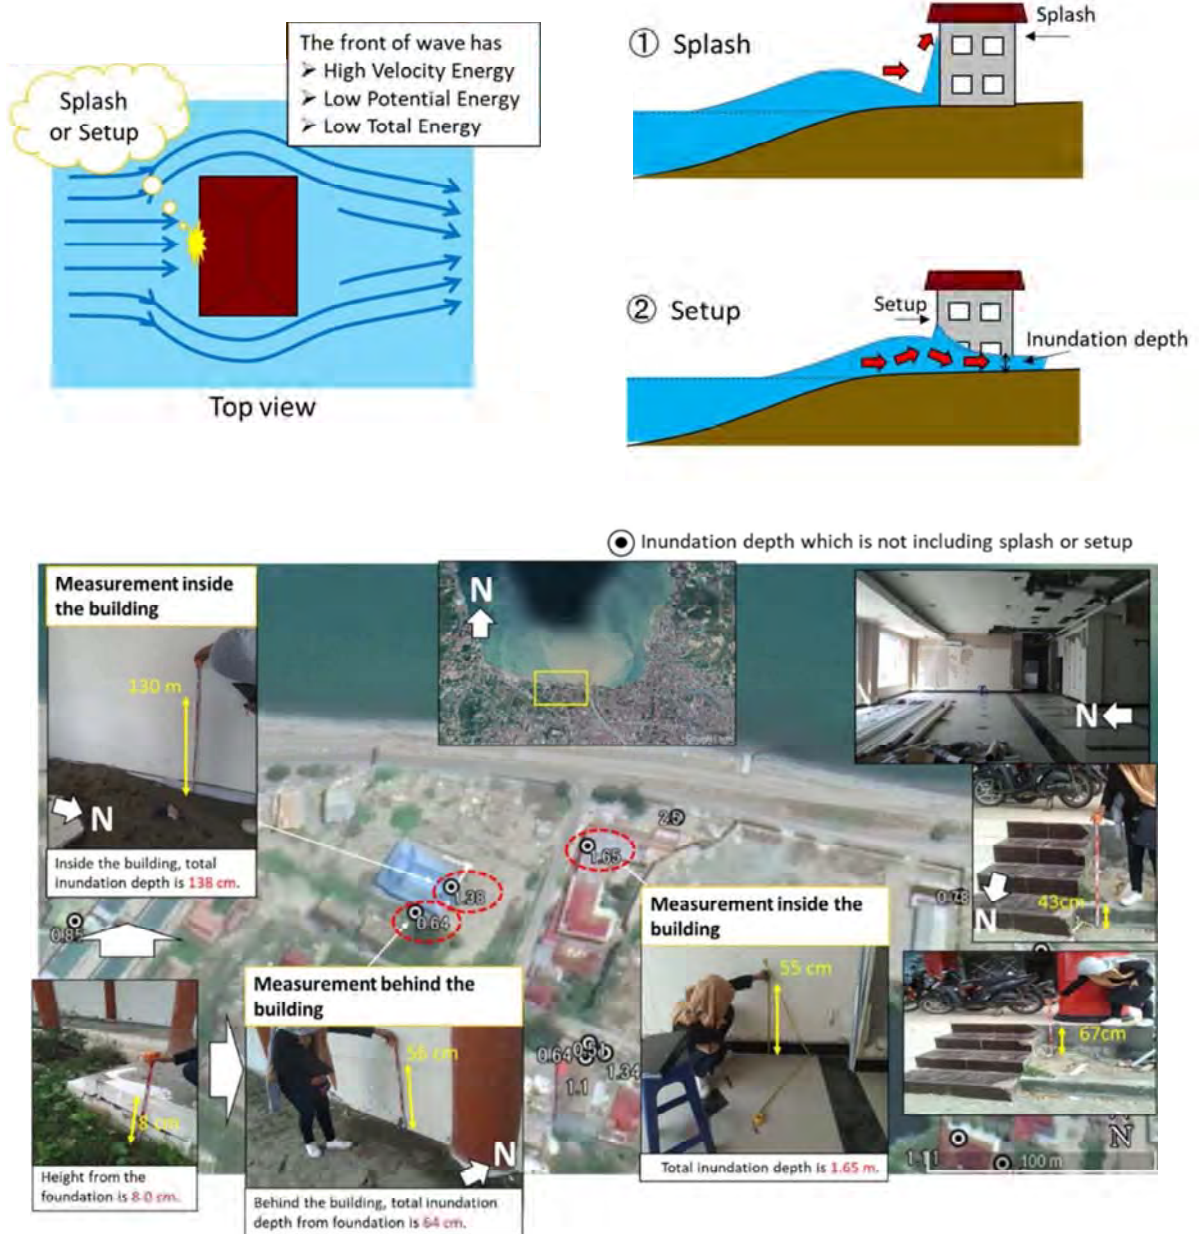 The front of wave has
➢ High Velocity Energy
➢ Low Potential Energy
➢ Low Total Energy
Splash
or Setup
Top view
① Splash
Splash
② Setup
Setup
Inundation depth
Inundation depth which is not including splash or setup
Measurement inside
the building
130 m
N
Inside the building, total
inundation depth is 138 cm.
N
N
2.5
1.65
1.38
0.64
0.85
0.78
43cm
N
67cm
Measurement inside the
building
55 cm
Total inundation depth is 1.65 m.
Measurement behind the
building
56 cm
N
Behind the building, total inundation
depth from foundation is 64 cm.
8 cm
Height from the
foundation is 8.0 cm.
0.64
1.34
1.1
1.11
100 m
N